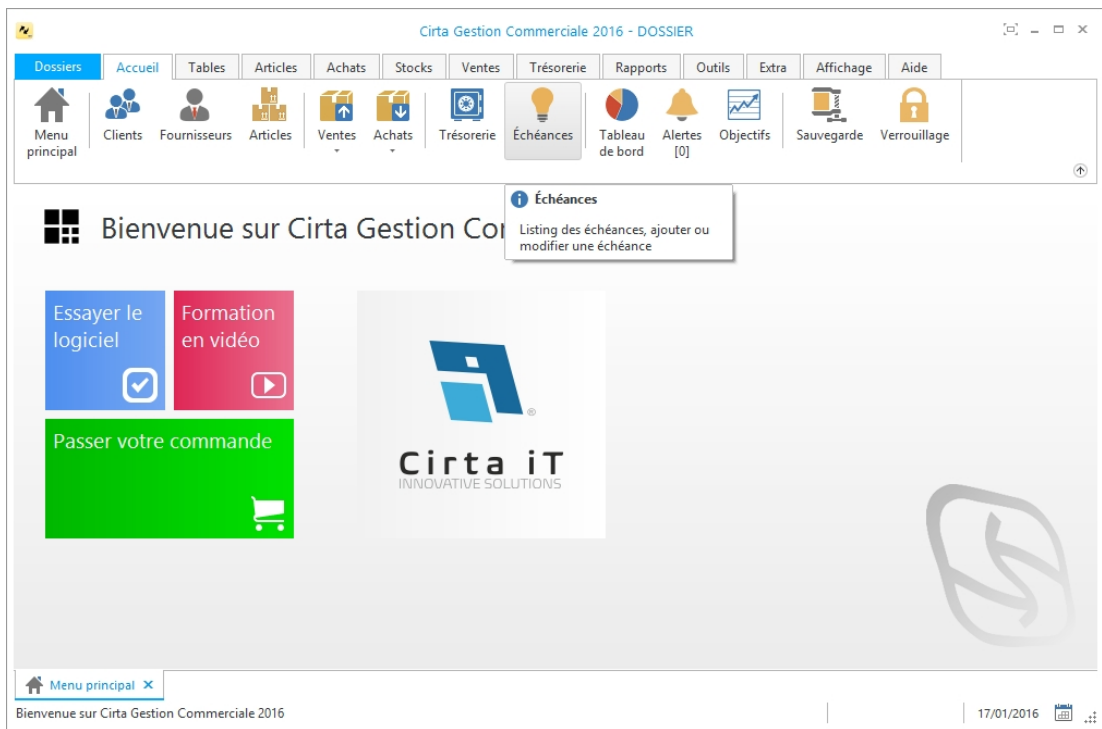 Cirta Gestion Commerciale 2016 - DOSSIER
Dossiers Accueil Tables Articles Achats Stocks Ventes Trésorerie Rapports Outils Extra Affichage Aide
Menu principal
Clients
Fournisseurs
Articles
Ventes
Achats
Trésorerie
Échéances
Tableau de bord
Alertes [0]
Objectifs
Sauvegarde
Verrouillage
Échéances
Listing des échéances, ajouter ou
modifier une échéance
Bienvenue sur Cirta Gestion Co
Essayer le
logiciel
Formation
en vidéo
Passer votre commande
Cirta iT
INNOVATIVE SOLUTIONS
Menu principal
Bienvenue sur Cirta Gestion Commerciale 2016
17/01/2016